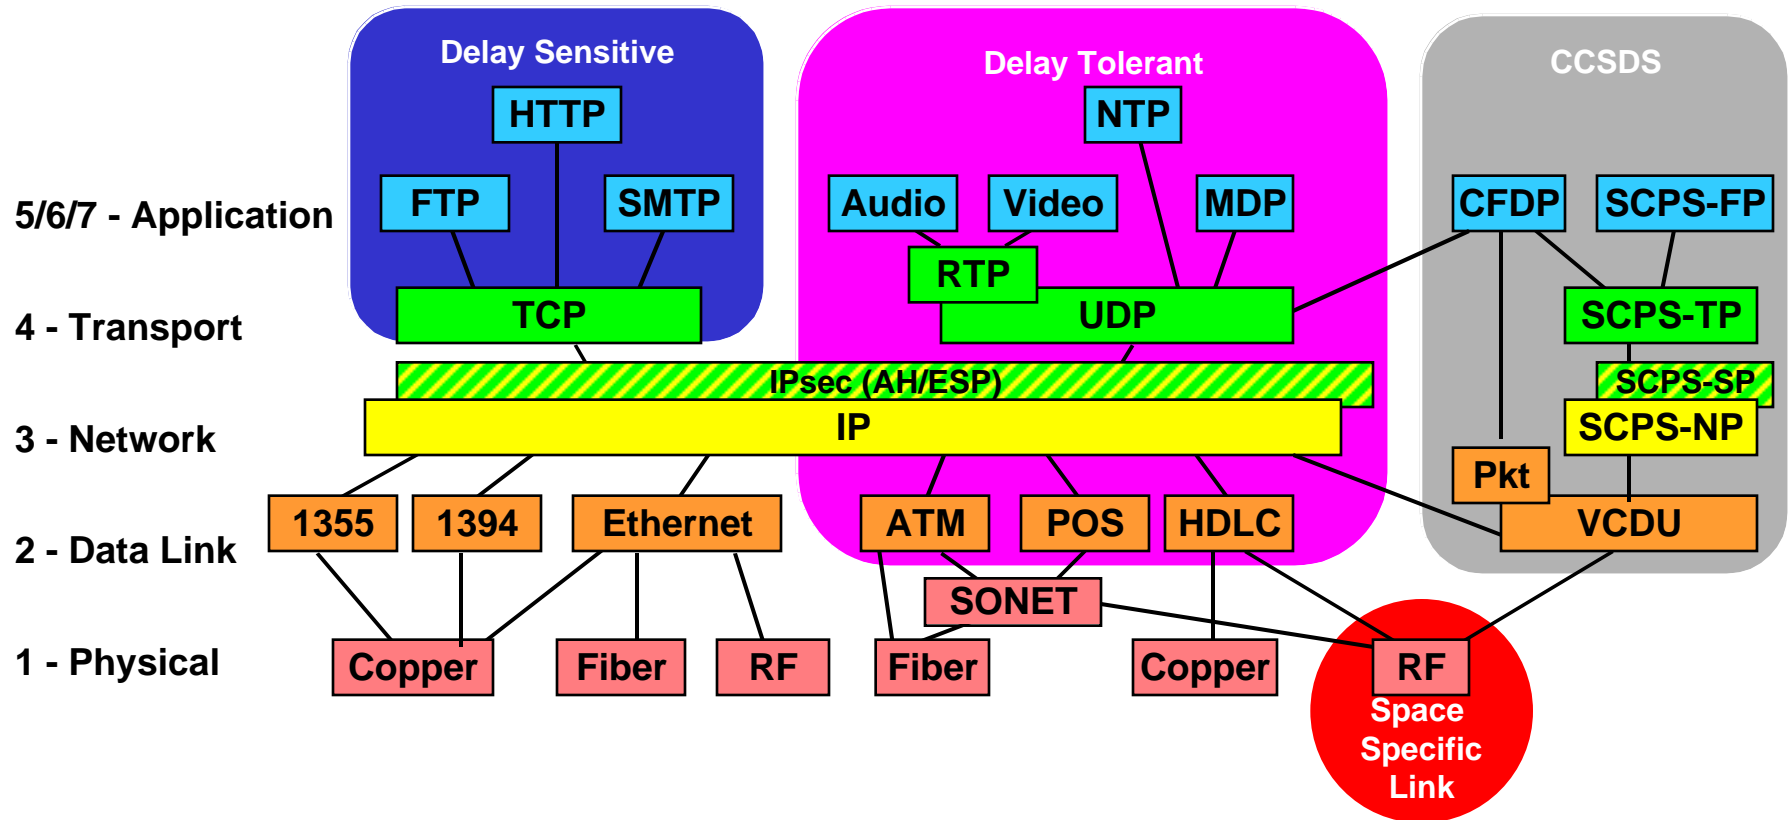 Delay Sensitive
Delay Tolerant
CCSDS
HTTP
NTP
5/6/7 - Application
FTP
SMTP
Audio
Video
MDP
CFDP
SCPS-FP
RTP
4 - Transport
TCP
UDP
SCPS-TP
IPsec (AH/ESP)
SCPS-SP
3 - Network
IP
SCPS-NP
Pkt
2 - Data Link
1355
1394
Ethernet
ATM
POS
HDLC
VCDU
SONET
1 - Physical
Copper
Fiber
RF
Fiber
Copper
RF
Space
Specific
Link